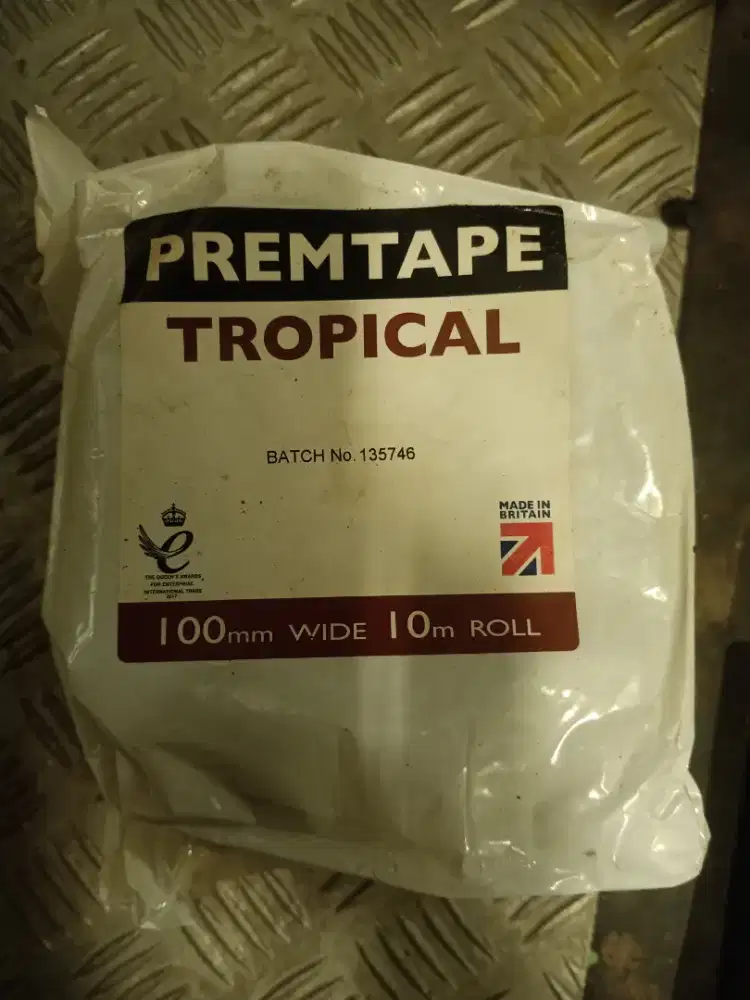 PREMTAPE
TROPICAL
BATCH No. 135746
MADE IN
BRITAIN
THE QUEEN'S AWARDS
FOR ENTERPRISE
INTERNATIONAL TRADE
2017
100mm WIDE 10m ROLL